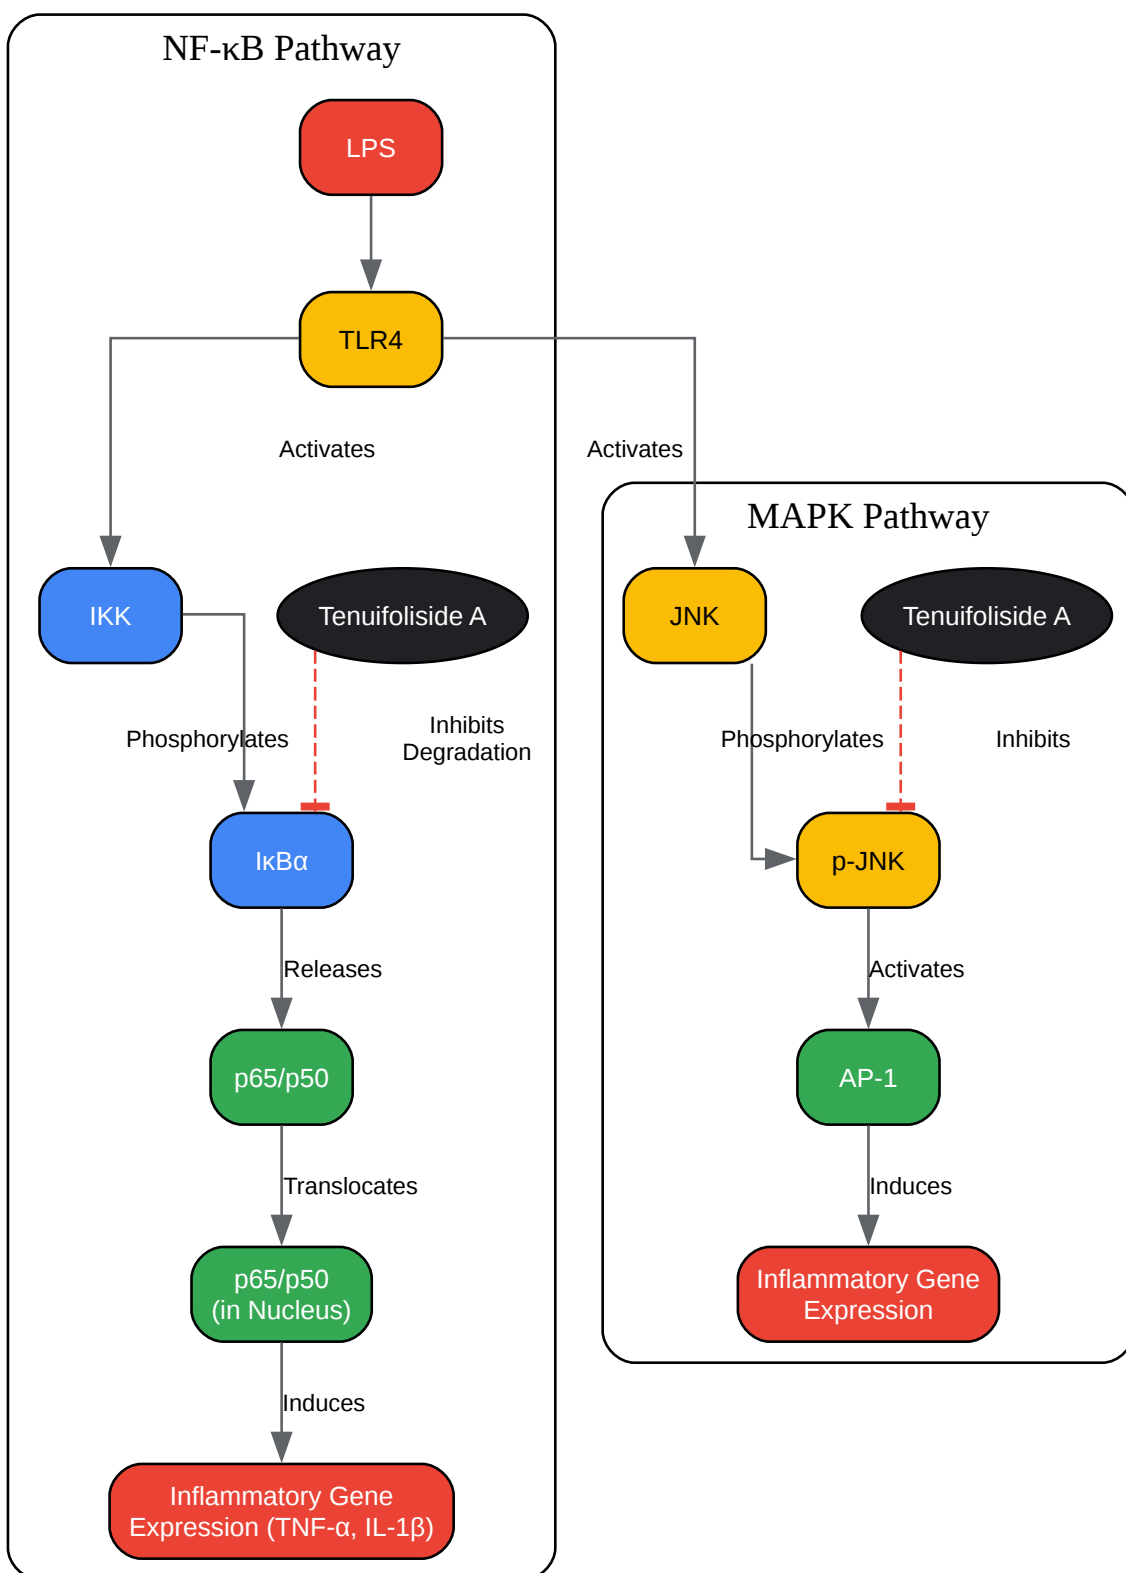 NF-κB Pathway
LPS
TLR4
Activates
Activates
MAPK Pathway
IKK
Tenuifoliside A
JNK
Tenuifoliside A
Phosphorylates
Inhibits
Degradation
Phosphorylates
Inhibits
IκBα
p-JNK
Releases
Activates
p65/p50
AP-1
Translocates
Induces
p65/p50
(in Nucleus)
Inflammatory Gene
Expression
Induces
Inflammatory Gene
Expression (TNF-α, IL-1β)